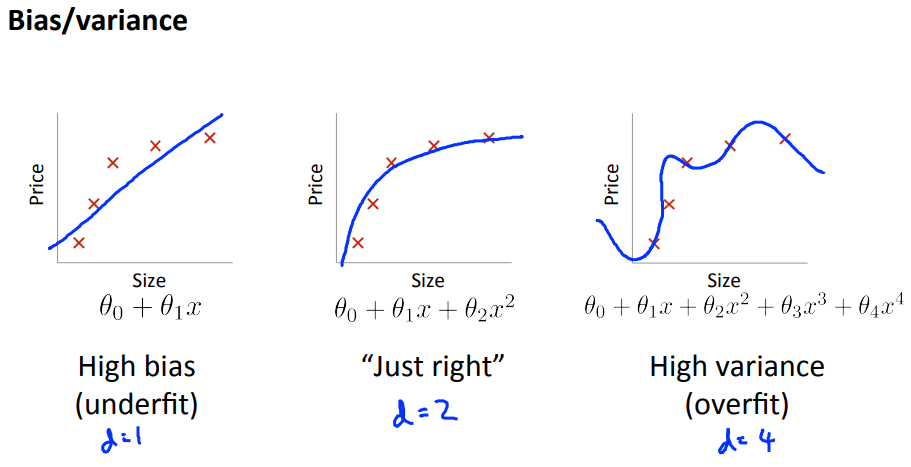 Bias/variance
Price
Size
θ₀ + θ₁x
High bias
(underfit)
d=1
Price
Size
θ₀ + θ₁x + θ₂x²
“Just right”
d=2
Price
Size
θ₀ + θ₁x + θ₂x² + θ₃x³ + θ₄x⁴
High variance
(overfit)
d=4